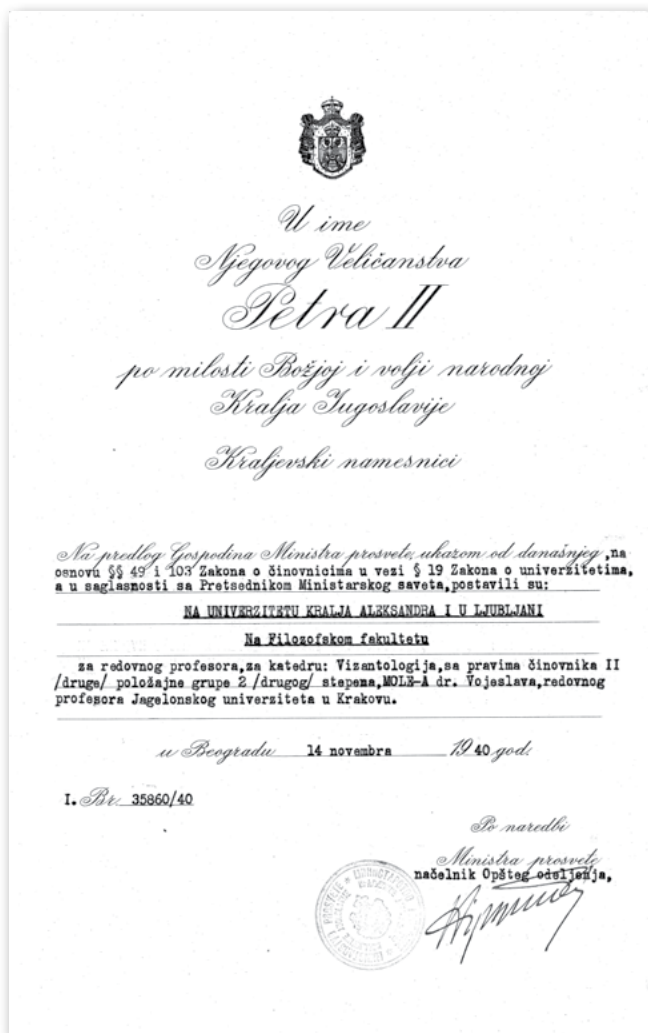 U ime
Njegovog Veličanstva
Petra II
po milosti Božjoj i volji narodnoj
Kralja Jugoslavije
Kraljevski namesnici
Na predlog Gospodina Ministra prosvete, ukazom od današnjeg, na
osnovu §§ 49 i 103 Zakona o činovnicima u vezi § 19 Zakona o univerzitetima,
a u saglasnosti sa Pretsednikom Ministarskog saveta, postavili su:
NA UNIVERZITETU KRALJA ALEKSANDRA I U LJUBLJANI
Na Filozofskom fakultetu
za redovnog profesora, za katedru: Vizantologija, sa pravima činovnika II
/druge/ položajne grupe 2 /drugog/ stepena, MOLE-A dr. Vojeslava, redovnog
profesora Jagelonskog univerziteta u Krakovu.
u Beogradu 14 novembra 1940 god.
I. Br. 35860/40
Po naredbi
Ministra prosvete
načelnik Opšteg odeljenja,